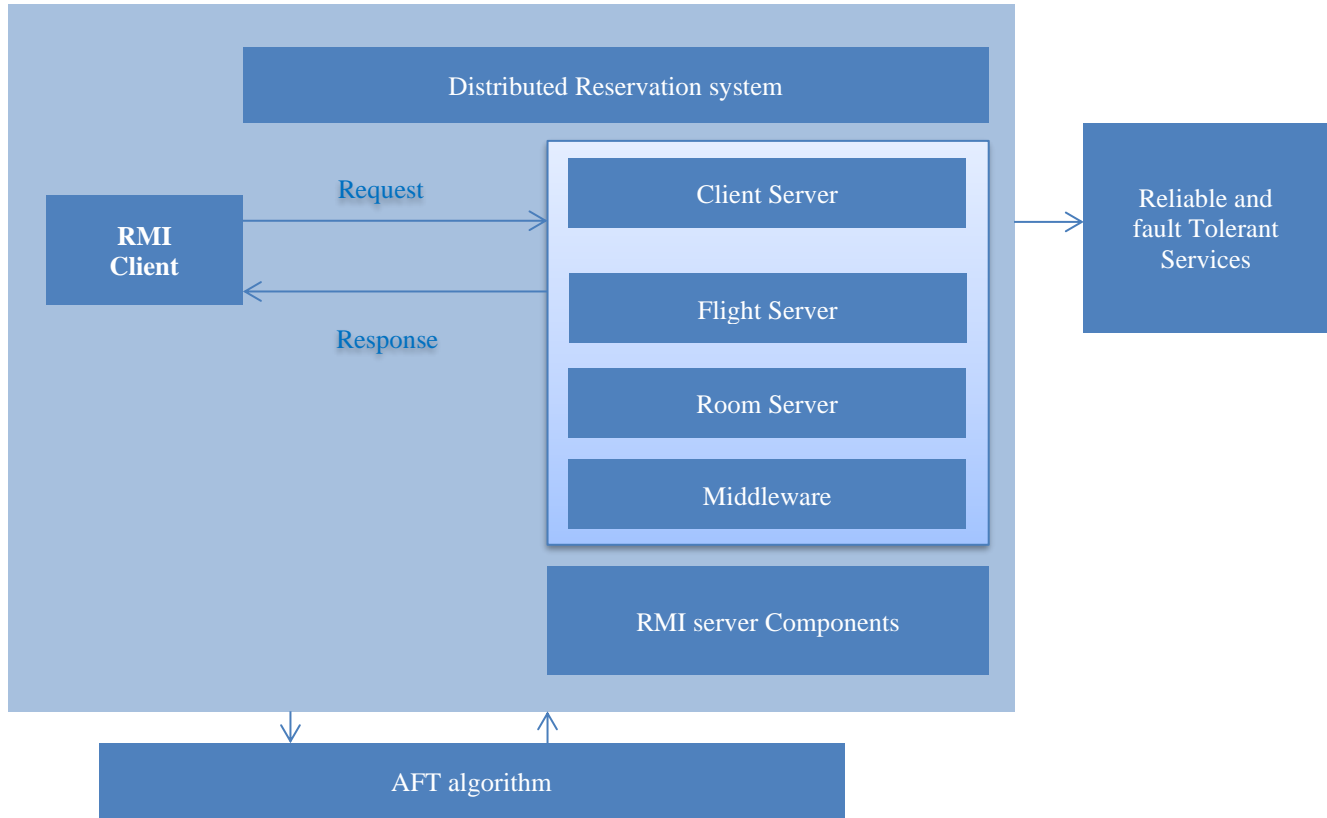 Distributed Reservation system
Request
RMI
Client
Response
Client Server
Flight Server
Room Server
Middleware
RMI server Components
Reliable and
fault Tolerant
Services
AFT algorithm